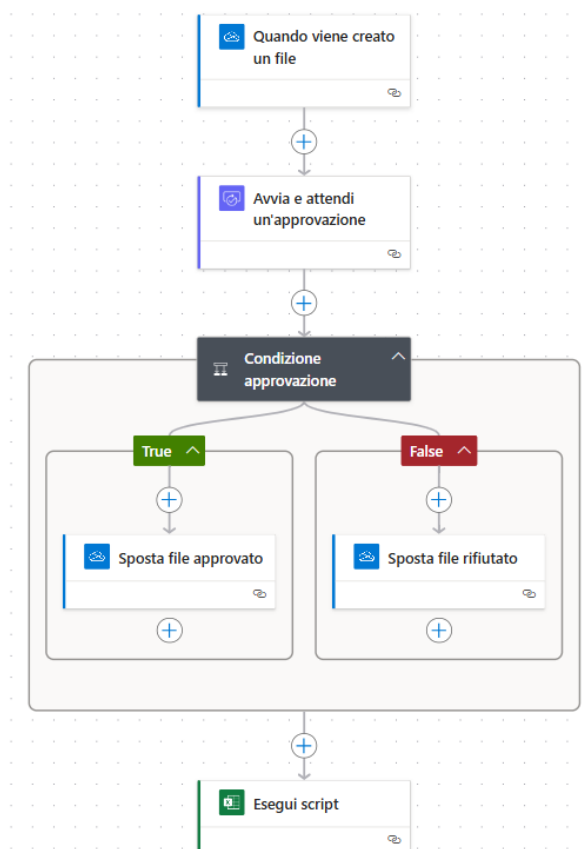 Quando viene creato
un file
Avvia e attendi
un'approvazione
Condizione
approvazione
True
False
Sposta file approvato
Sposta file rifiutato
Esegui script